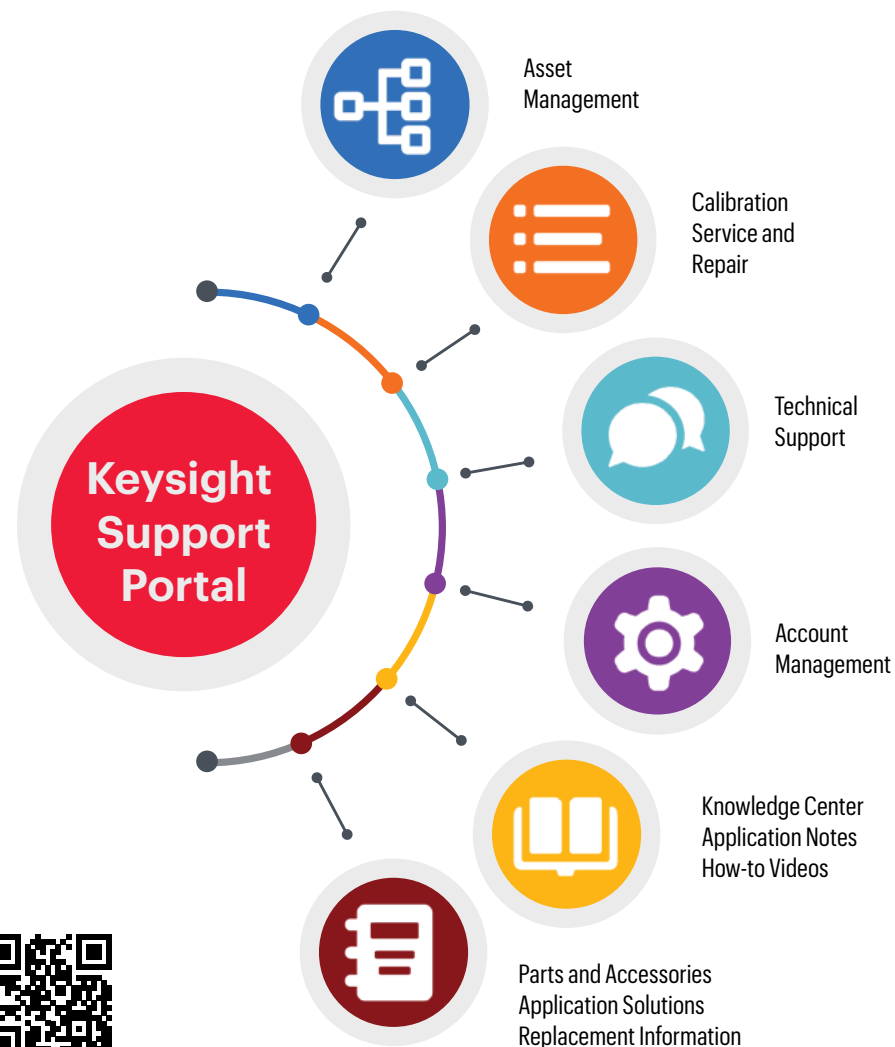 Asset
Management
Calibration
Service and
Repair
Keysight
Support
Portal
Technical
Support
Account
Management
Knowledge Center
Application Notes
How-to Videos
Parts and Accessories
Application Solutions
Replacement Information